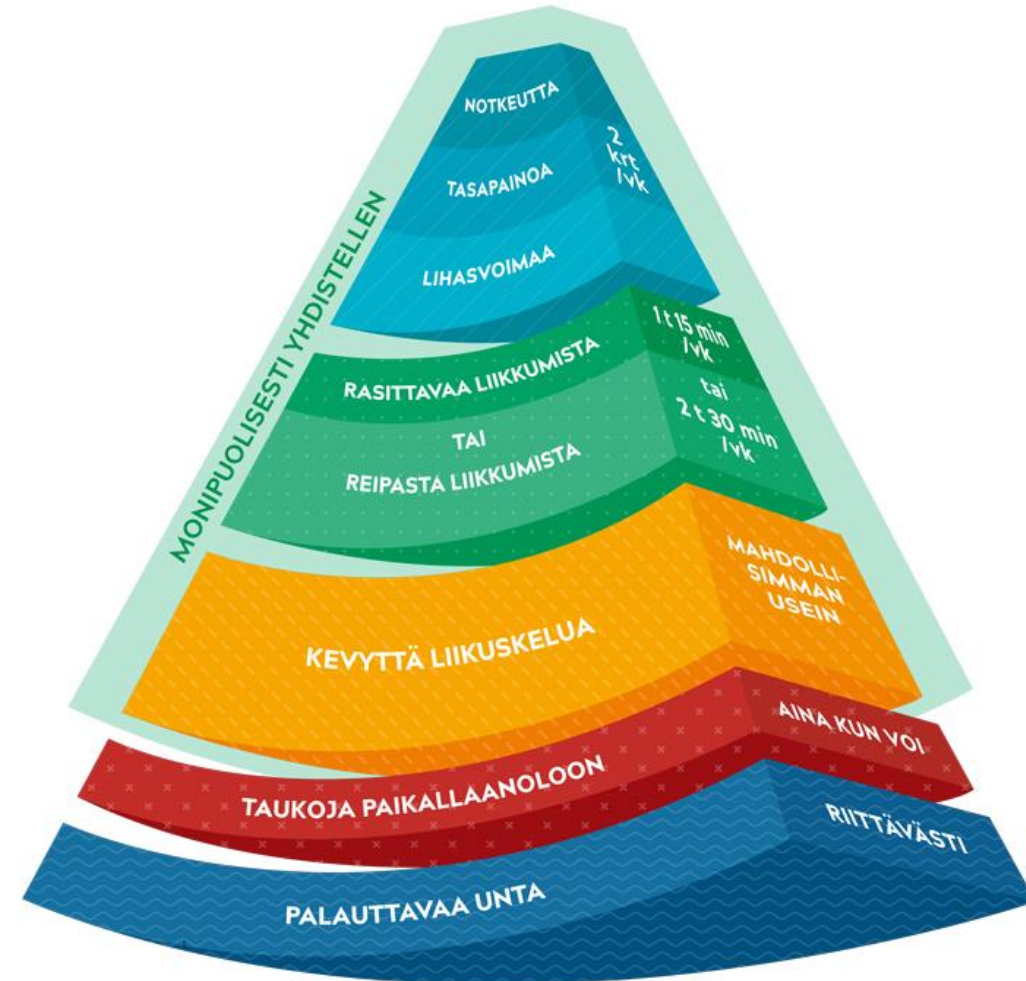 MONIPUOLISESTI YHDISTELLEN
NOTKEUTTA
TASAPAINOA
LIHASVOIMAA
2
krt
/vk
RASITTAVAA LIIKKUMISTA
TAI
REIPASTA LIIKKUMISTA
1 t 15 min
/vk
tai
2 t 30 min
/vk
KEVYTTÄ LIIKUSKELUA
MAHDOLLI-
SIMMAN
USEIN
TAUKOJA PAIKALLAANOLOON
AINA KUN VOI
PALAUTTAVAA UNTA
RIITTÄVÄSTI